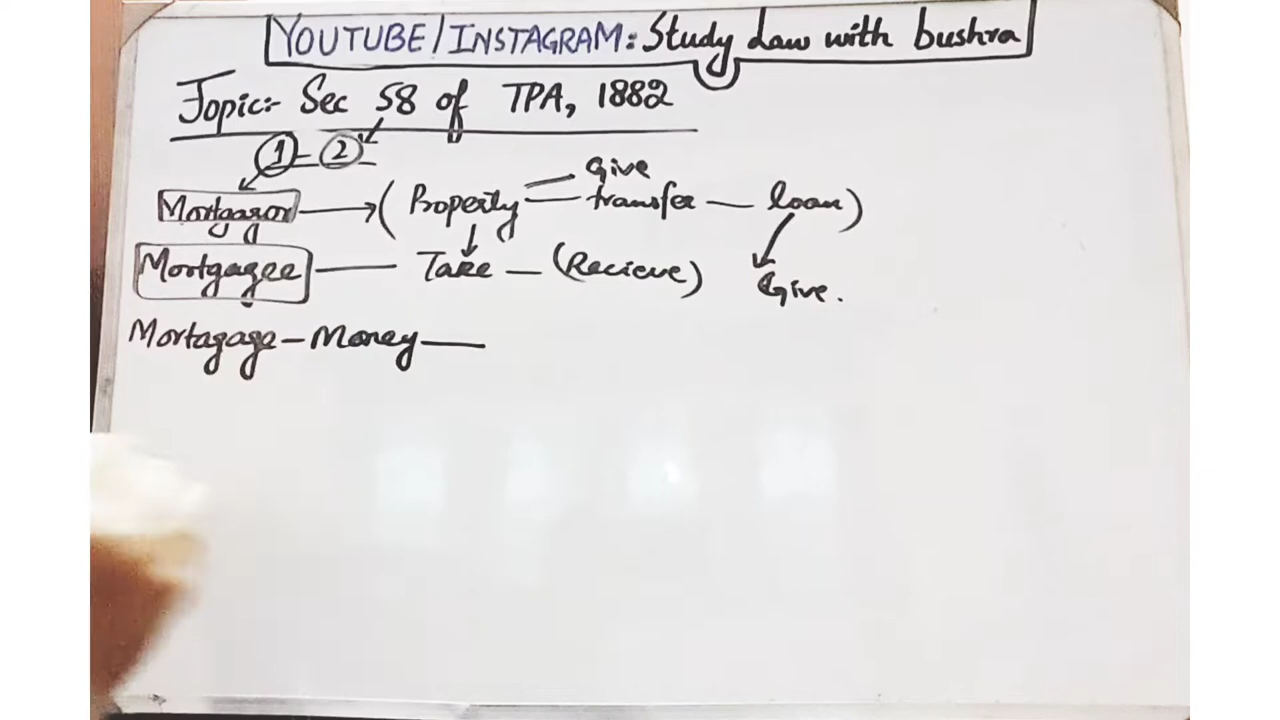 YOUTUBE/INSTAGRAM: Study Law with bushra
Topic:- Sec 58 of TPA, 1882
1 - 2
Give
Mortgagor → (Property = transfer — loan)
Mortgagee — Take — (Recieve) Give.
Mortagage - Money —